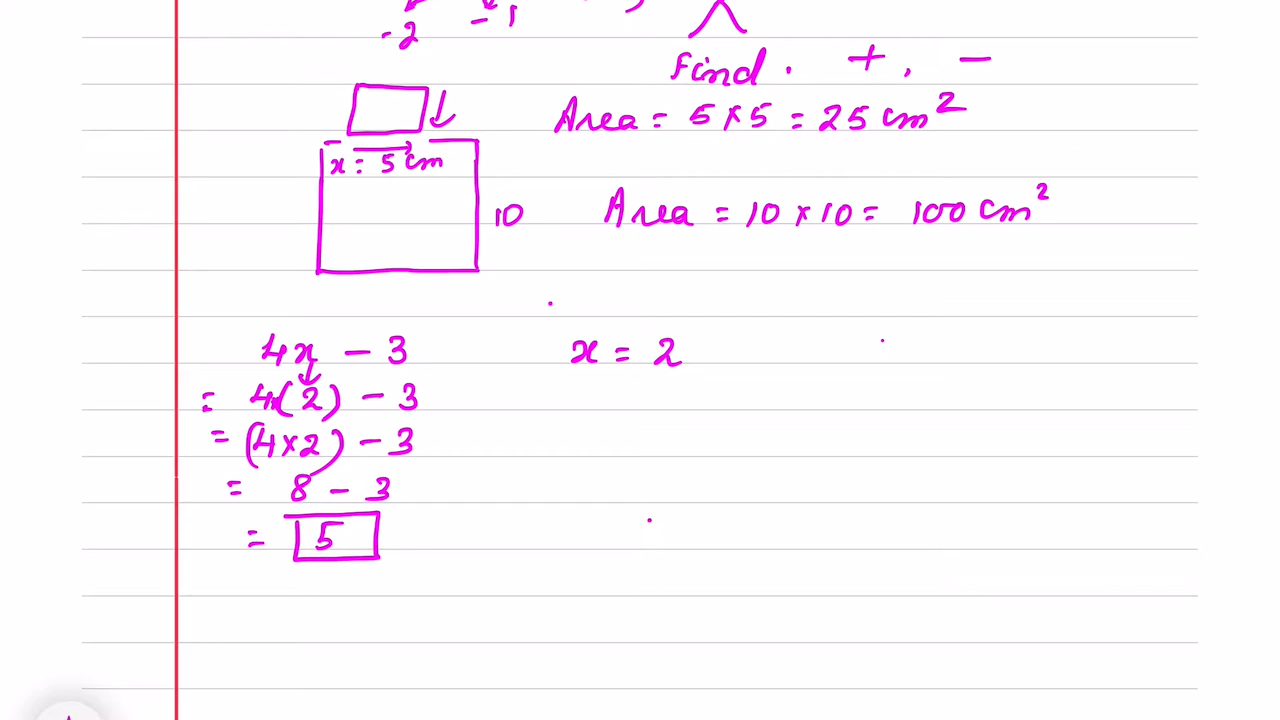 -2 -1
Find. +, -
Area = 5 × 5 = 25 cm²
x = 5 cm
10 Area = 10 × 10 = 100 cm²
4x - 3 x = 2
= 4(2) - 3
= (4×2) - 3
= 8 - 3
= 5